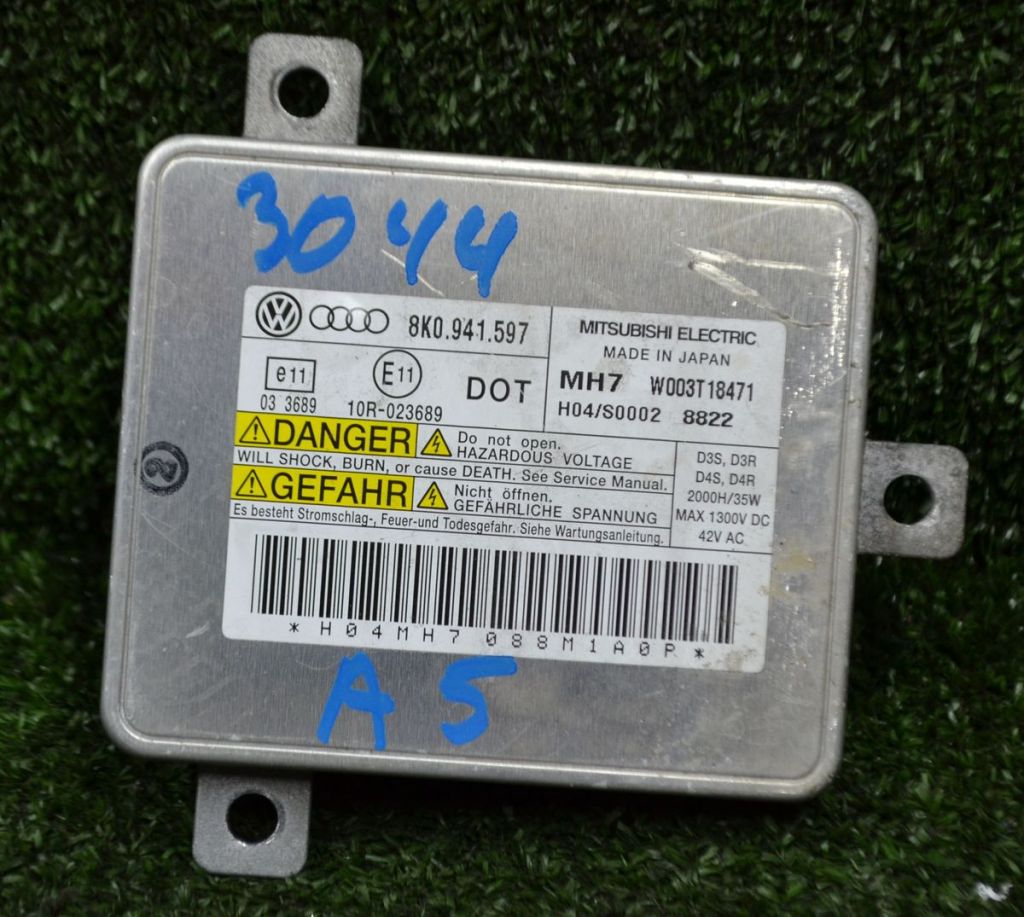 3044
8K0.941.597
MITSUBISHI ELECTRIC
MADE IN JAPAN
e11
E11
DOT
03 3689
10R-023689
MH7 W003T18471
H04/S0002 8822
DANGER
Do not open.
HAZARDOUS VOLTAGE
WILL SHOCK, BURN, or cause DEATH. See Service Manual.
GEFAHR
Nicht öffnen.
GEFÄHRLICHE SPANNUNG
Es besteht Stromschlag-, Feuer-und Todesgefahr. Siehe Wartungsanleitung.
D3S, D3R
D4S, D4R
2000H/35W
MAX 1300V DC
42V AC
2
*H04MH7 088M1A0P*
A5